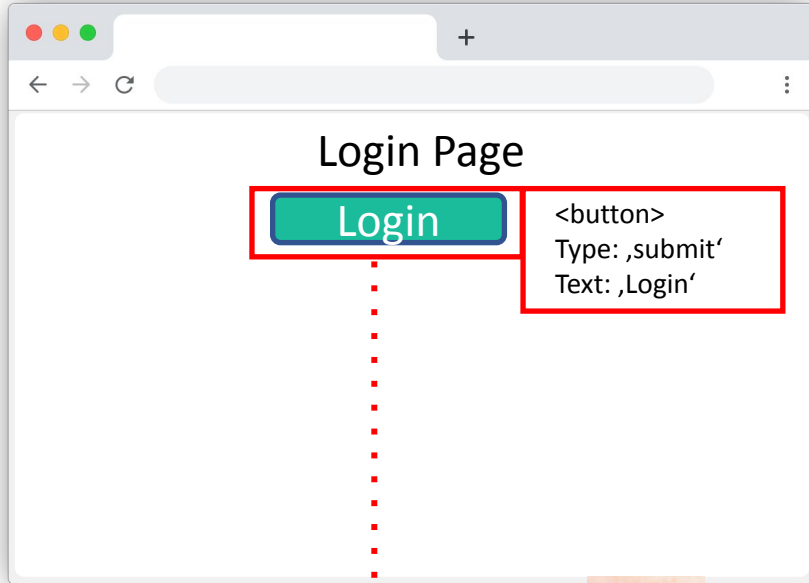 Login Page
Login
<button>
Type: ‚submit‘
Text: ‚Login‘